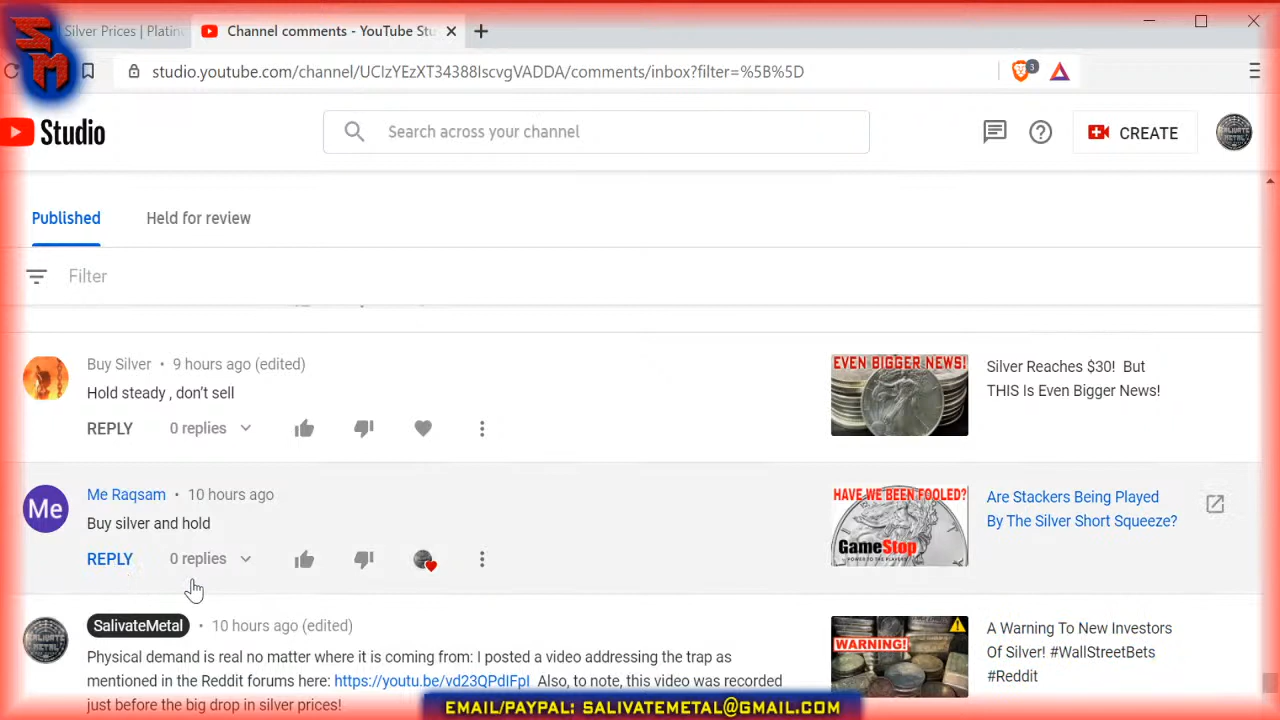 SM
Silver Prices | Platin
Channel comments - YouTube Stu
studio.youtube.com/channel/UCIzYEzXT34388IscvgVADDA/comments/inbox?filter=%5B%5D
3
Studio
Search across your channel
CREATE
Published
Held for review
Filter
Buy Silver • 9 hours ago (edited)
Hold steady , don't sell
REPLY 0 replies
EVEN BIGGER NEWS!
Silver Reaches $30! But
THIS Is Even Bigger News!
Me
Me Raqsam • 10 hours ago
Buy silver and hold
REPLY 0 replies
HAVE WE BEEN FOOLED?
GameStop
POWER TO THE PLAYERS
Are Stackers Being Played
By The Silver Short Squeeze?
SalivateMetal • 10 hours ago (edited)
Physical demand is real no matter where it is coming from: I posted a video addressing the trap as
mentioned in the Reddit forums here: https://youtu.be/vd23QPdIFpI Also, to note, this video was recorded
just before the big drop in silver prices!
WARNING!
A Warning To New Investors
Of Silver! #WallStreetBets
#Reddit
EMAIL/PAYPAL: SALIVATEMETAL@GMAIL.COM